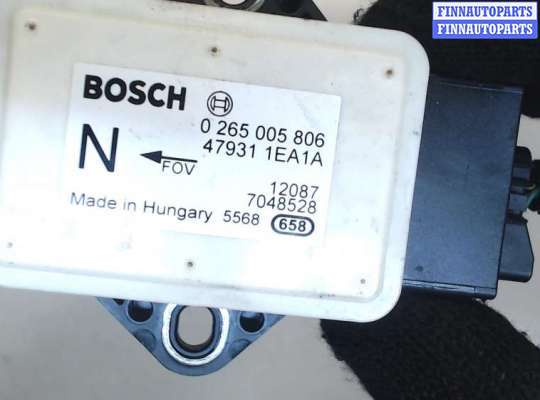 FINNAUTOPARTS
FINNAUTOPARTS
BOSCH
0 265 005 806
47931 1EA1A
N
FOV
12087
7048528
Made in Hungary 5568 658